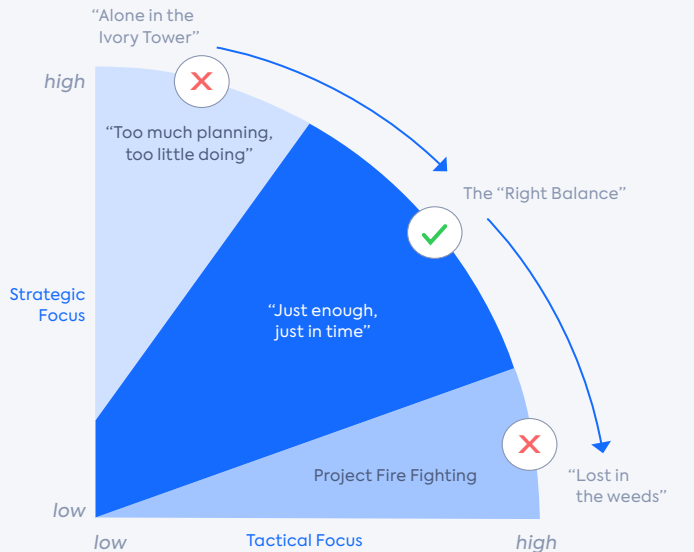 “Alone in the
Ivory Tower”
high
“Too much planning,
too little doing”
The “Right Balance”
Strategic
Focus
“Just enough,
just in time”
Project Fire Fighting
“Lost in
the weeds”
low
low
Tactical Focus
high